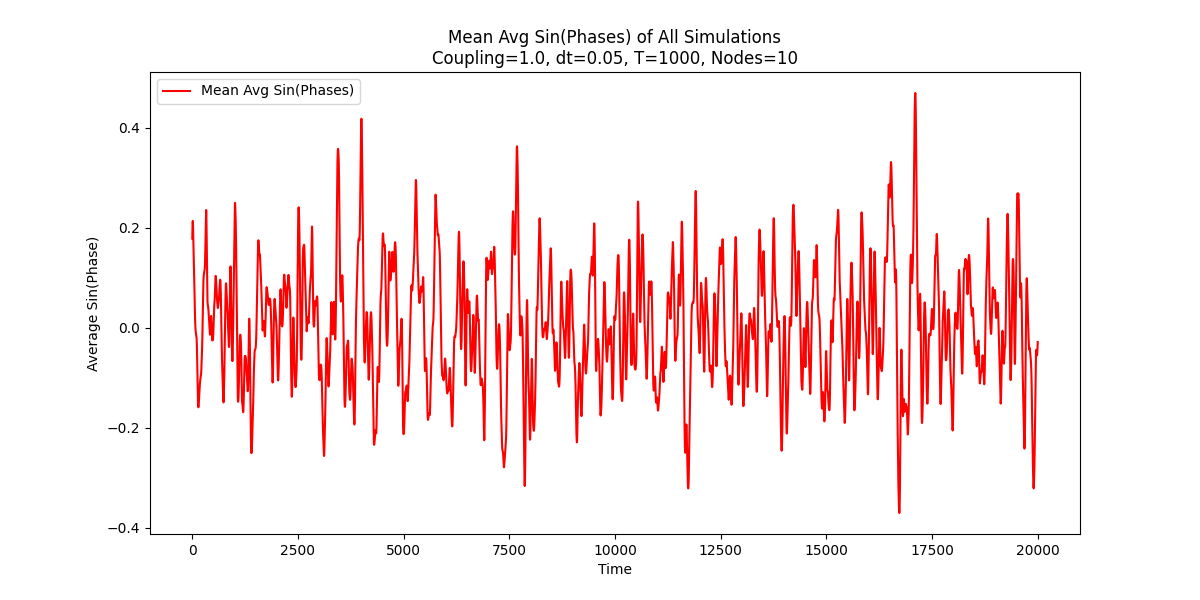 Mean Avg Sin(Phases) of All Simulations
Coupling=1.0, dt=0.05, T=1000, Nodes=10
Mean Avg Sin(Phases)
Average Sin(Phase)
0.4
0.2
0.0
−0.2
−0.4
0 2500 5000 7500 10000 12500 15000 17500 20000
Time